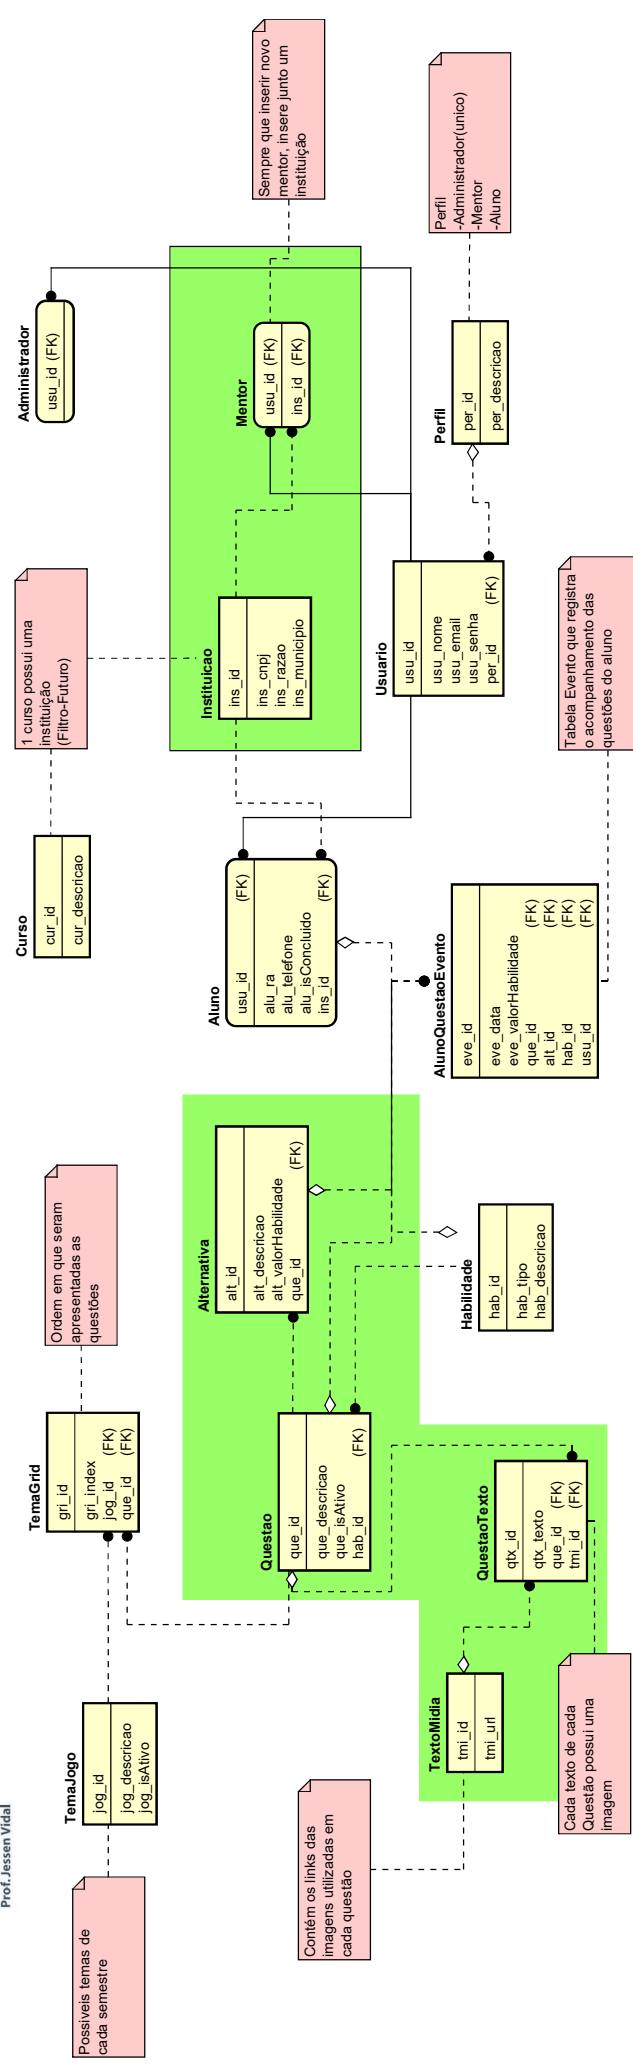 Prof. Jessen Vidal
Possiveis temas de
cada semestre
TemaJogo
jog_id
jog_descricao
jog_isAtivo
TemaGrid
gri_id
gri_index
jog_id (FK)
que_id (FK)
Ordem em que seram
apresentadas as
questões
Curso
cur_id
cur_descricao
1 curso possui uma
instituição
(Filtro-Futuro)
Administrador
usu_id (FK)
Contém os links das
imagens utilizadas em
cada questão
Questao
que_id
que_descricao
que_isAtivo
hab_id (FK)
Alternativa
alt_id
alt_descricao
alt_valorHabilidade
que_id (FK)
Aluno
usu_id (FK)
alu_ra
alu_telefone
alu_isConcluido
ins_id (FK)
Instituicao
ins_id
ins_cnpj
ins_razao
ins_municipio
Mentor
usu_id (FK)
ins_id (FK)
Sempre que inserir novo
mentor, insere junto um
instituição
TextoMidia
tmi_id
tmi_url
QuestaoTexto
qtx_id
qtx_texto
que_id (FK)
tmi_id (FK)
Habilidade
hab_id
hab_tipo
hab_descricao
AlunoQuestaoEvento
eve_id
eve_data
eve_valorHabilidade
que_id (FK)
alt_id (FK)
hab_id (FK)
usu_id (FK)
Usuario
usu_id
usu_nome
usu_email
usu_senha
per_id (FK)
Perfil
per_id
per_descricao
Perfil
-Administrador(unico)
-Mentor
-Aluno
Cada texto de cada
Questão possui uma
imagem
Tabela Evento que registra
o acompanhamento das
questões do aluno